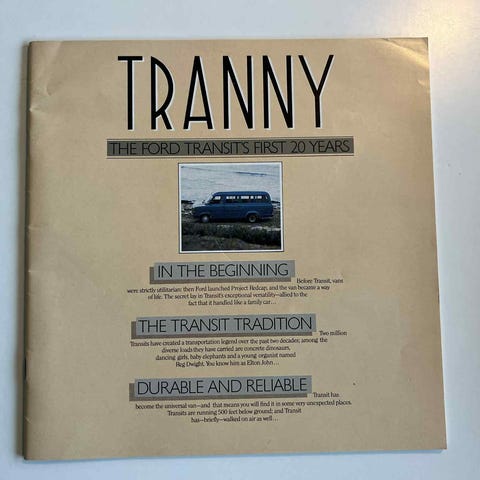 TRANNY
THE FORD TRANSIT'S FIRST 20 YEARS
IN THE BEGINNING Before Transit, vans
were strictly utilitarian: then Ford launched Project Redcap, and the van became a way
of life. The secret lay in Transit's exceptional versatility—allied to the
fact that it handled like a family car...
THE TRANSIT TRADITION Two million
Transits have created a transportation legend over the past two decades; among the
diverse loads they have carried are concrete dinosaurs,
dancing girls, baby elephants and a young organist named
Reg Dwight. You know him as Elton John...
DURABLE AND RELIABLE Transit has
become the universal van—and that means you will find it in some very unexpected places.
Transits are running 500 feet below ground; and Transit
has—briefly—walked on air as well...